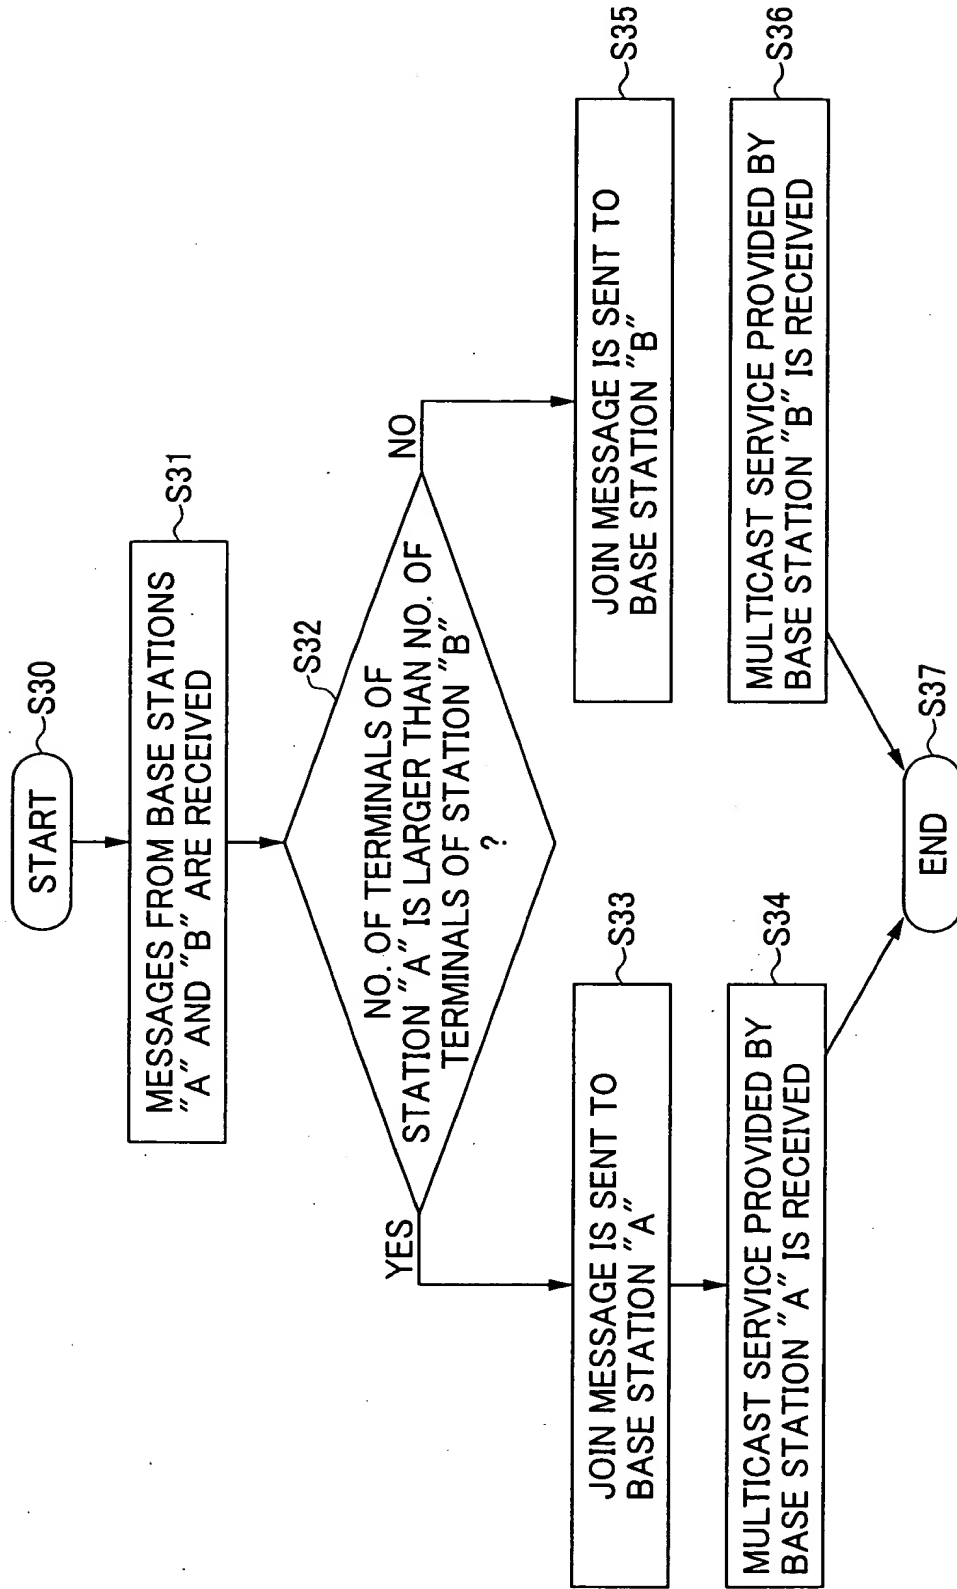 START
S30
MESSAGES FROM BASE STATIONS
"A" AND "B" ARE RECEIVED
S31
S32
NO. OF TERMINALS OF
STATION "A" IS LARGER THAN NO. OF
TERMINALS OF STATION "B"
?
YES
NO
JOIN MESSAGE IS SENT TO
BASE STATION "A"
S33
JOIN MESSAGE IS SENT TO
BASE STATION "B"
S35
MULTICAST SERVICE PROVIDED BY
BASE STATION "A" IS RECEIVED
S34
MULTICAST SERVICE PROVIDED BY
BASE STATION "B" IS RECEIVED
S36
END
S37